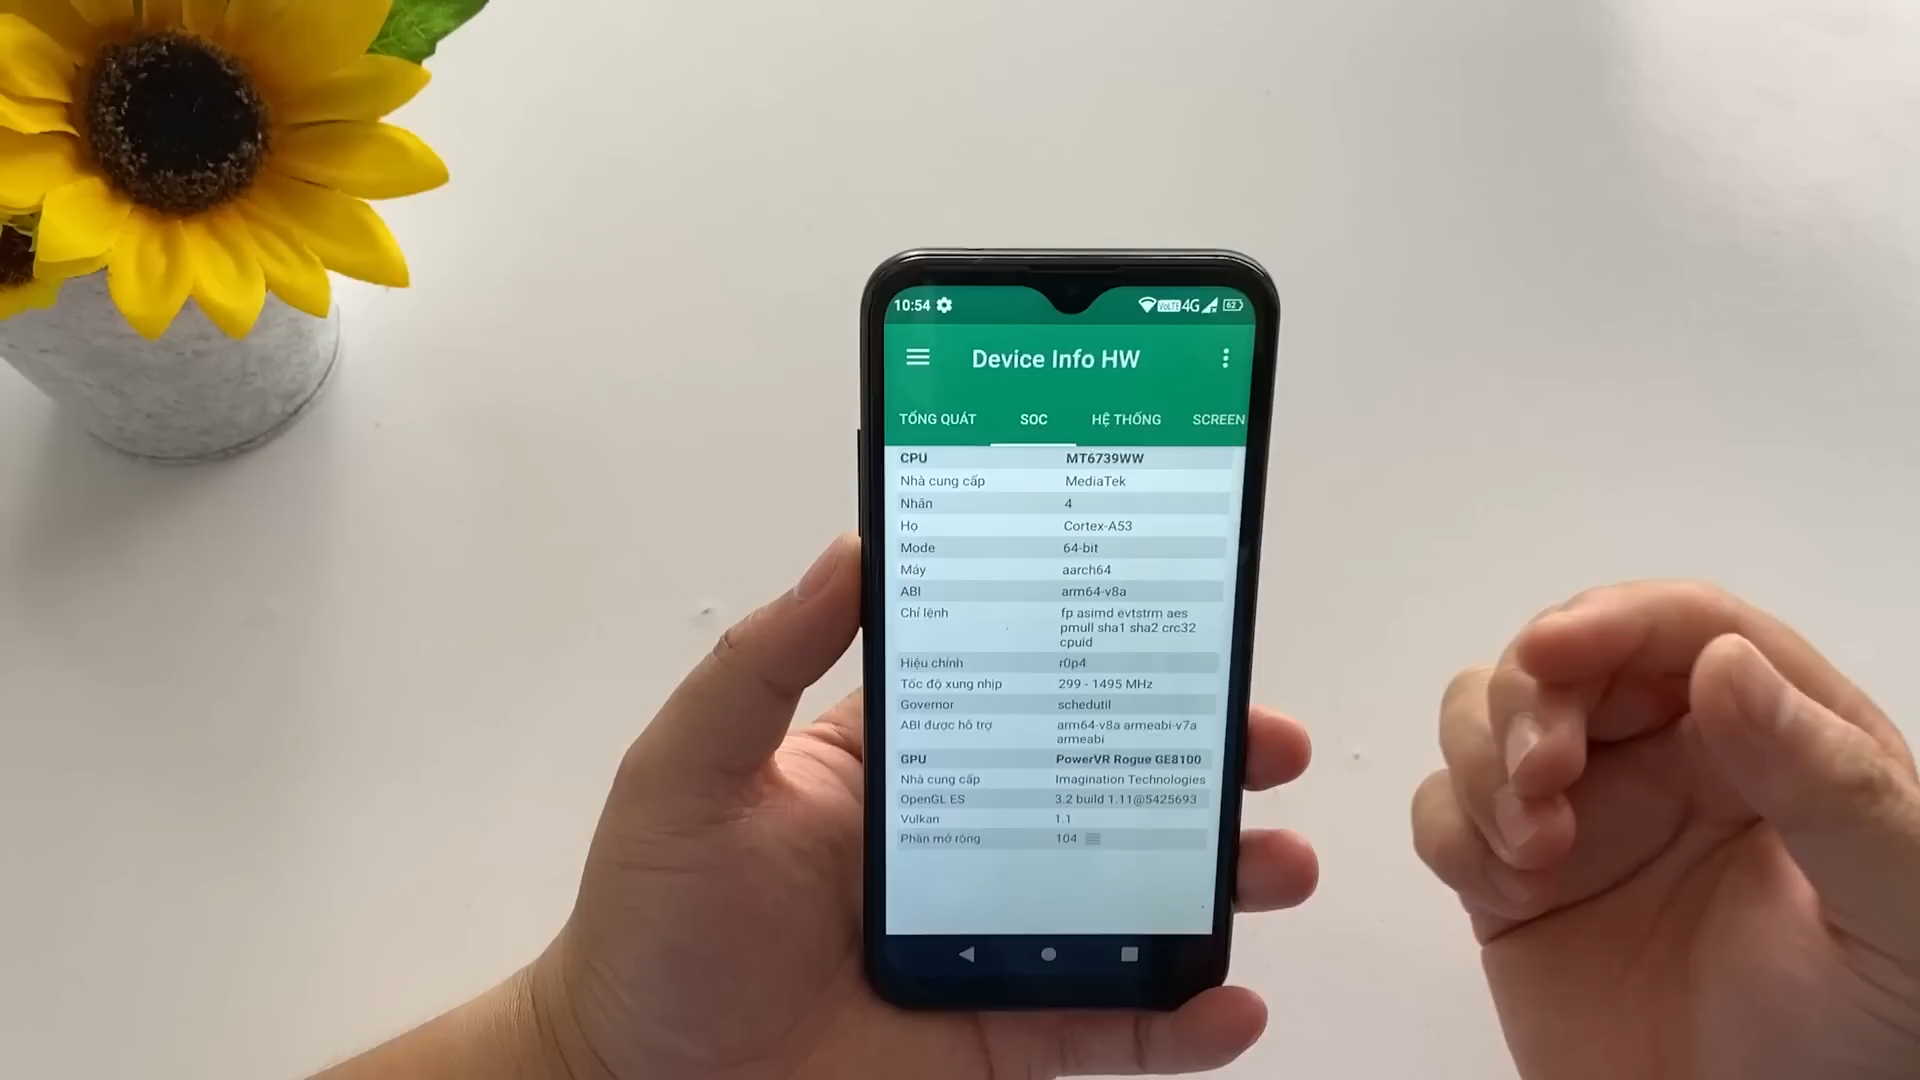 10:54 VoLTE 4G 62
Device Info HW
TỔNG QUÁT SOC HỆ THỐNG SCREEN
CPU MT6739WW
Nhà cung cấp MediaTek
Nhân 4
Họ Cortex-A53
Mode 64-bit
Máy aarch64
ABI arm64-v8a
Chỉ lệnh fp asimd evtstrm aes
pmull sha1 sha2 crc32
cpuid
Hiệu chỉnh r0p4
Tốc độ xung nhịp 299 - 1495 MHz
Governor schedutil
ABI được hỗ trợ arm64-v8a armeabi-v7a
armeabi
GPU PowerVR Rogue GE8100
Nhà cung cấp Imagination Technologies
OpenGL ES 3.2 build 1.11@5425693
Vulkan 1.1
Phần mở rộng 104